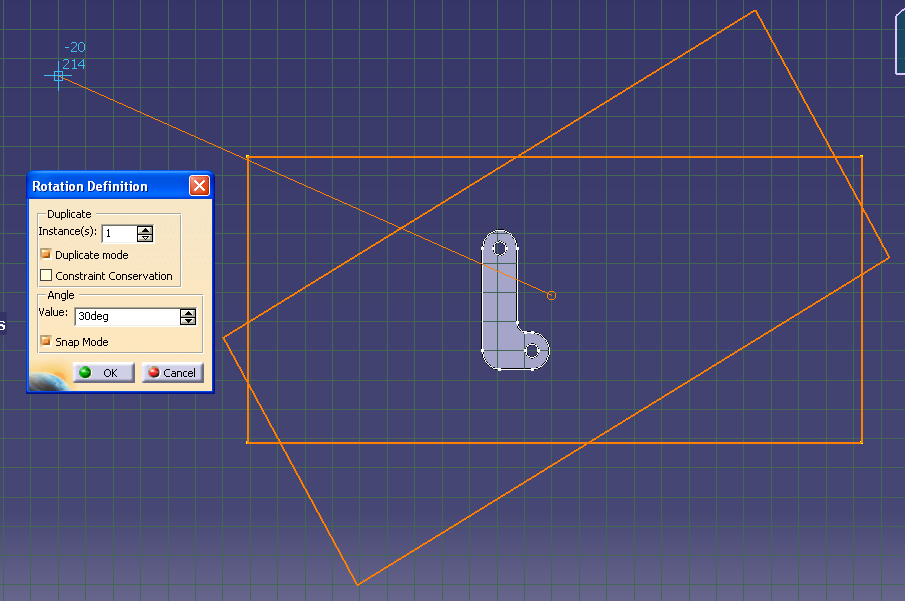 -20
214
Rotation Definition
Duplicate
Instance(s): 1
Duplicate mode
Constraint Conservation
Angle
Value: 30deg
Snap Mode
OK Cancel
s